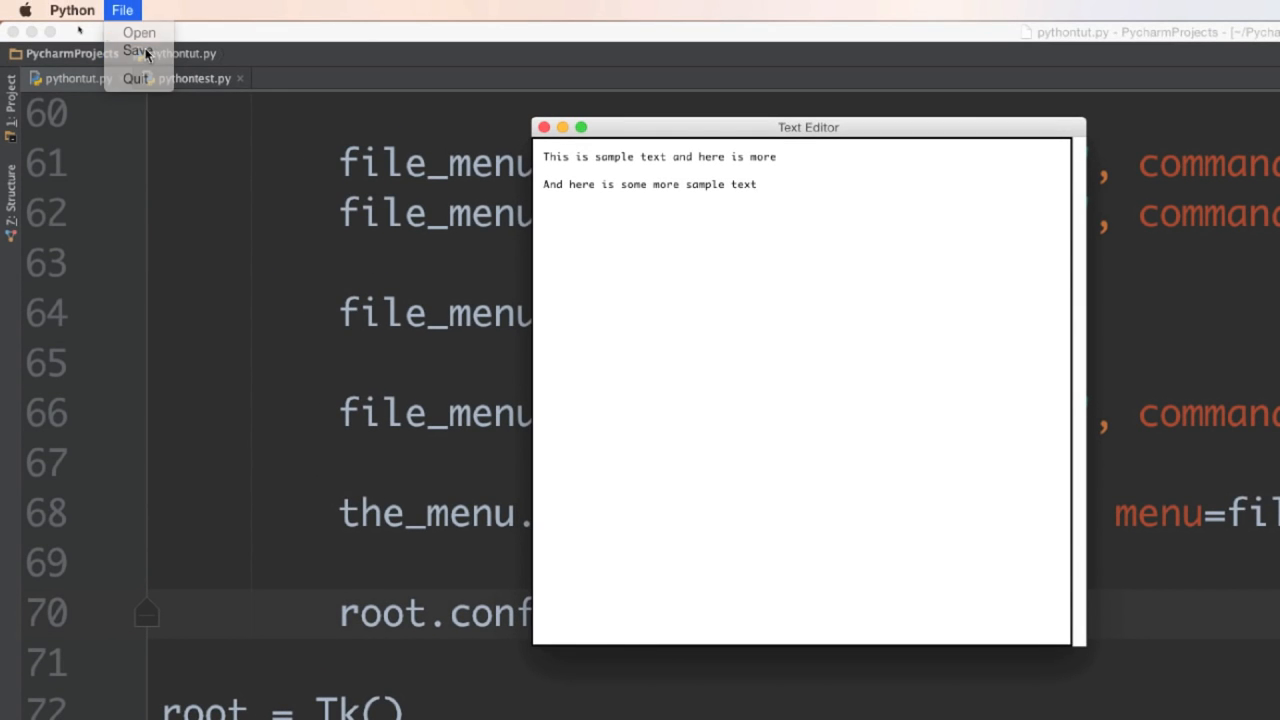 Python File
Open
Save
Quit
pythontut.py - PycharmProjects - [~/Pycha
PycharmProjects pythontut.py
pythontut.py pythontest.py
1: Project
7: Structure
Text Editor
This is sample text and here is more
And here is some more sample text
60
61 file_menu , command
62 file_menu , command
63
64 file_menu
65
66 file_menu , command
67
68 the_menu. menu=fil
69
70 root.conf
71
72 root = Tk()